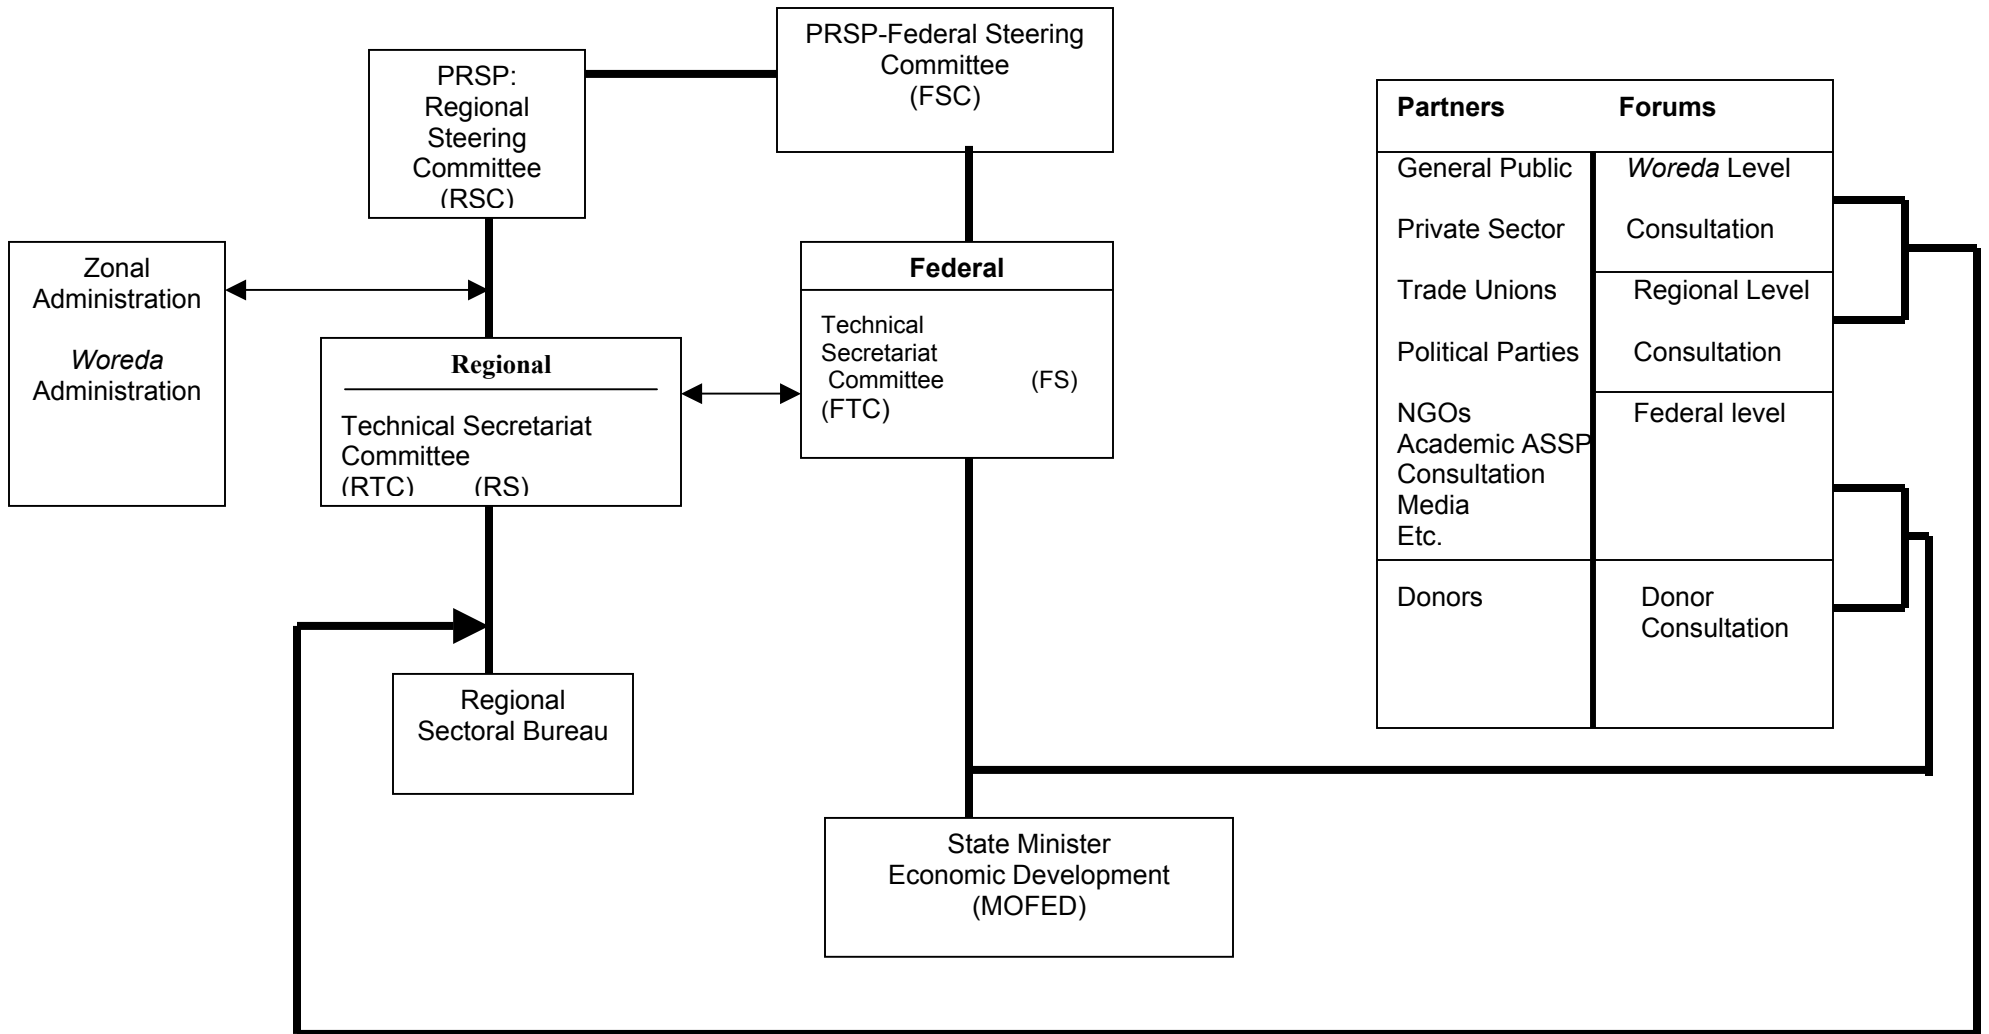 PRSP-Federal Steering
Committee
(FSC)
PRSP:
Regional
Steering
Committee
(RSC)
Zonal
Administration
Woreda
Administration
Regional
Technical Secretariat
Committee
(RTC) (RS)
Federal
Technical
Secretariat
Committee (FS)
(FTC)
Regional
Sectoral Bureau
State Minister
Economic Development
(MOFED)
Partners Forums
General Public Woreda Level
Private Sector Consultation
Trade Unions Regional Level
Political Parties Consultation
NGOs Federal level
Academic ASSP
Consultation
Media
Etc.
Donors Donor
Consultation